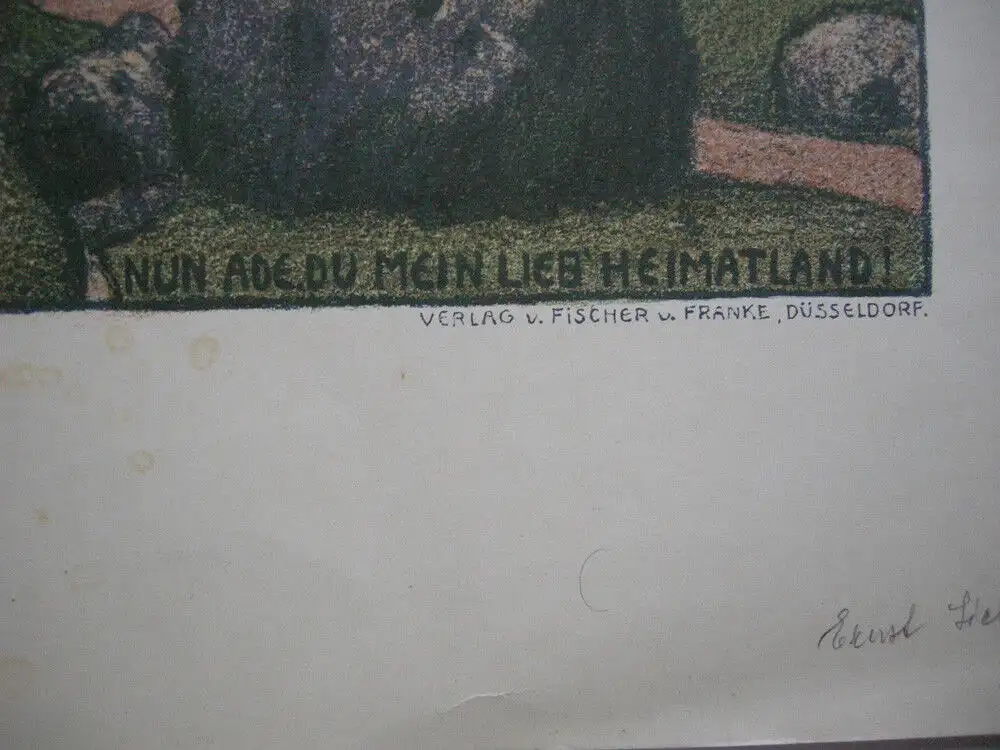 NUN ADE, DU MEIN LIEB' HEIMATLAND!
VERLAG v. FISCHER u. FRANKE, DÜSSELDORF.
Ernst